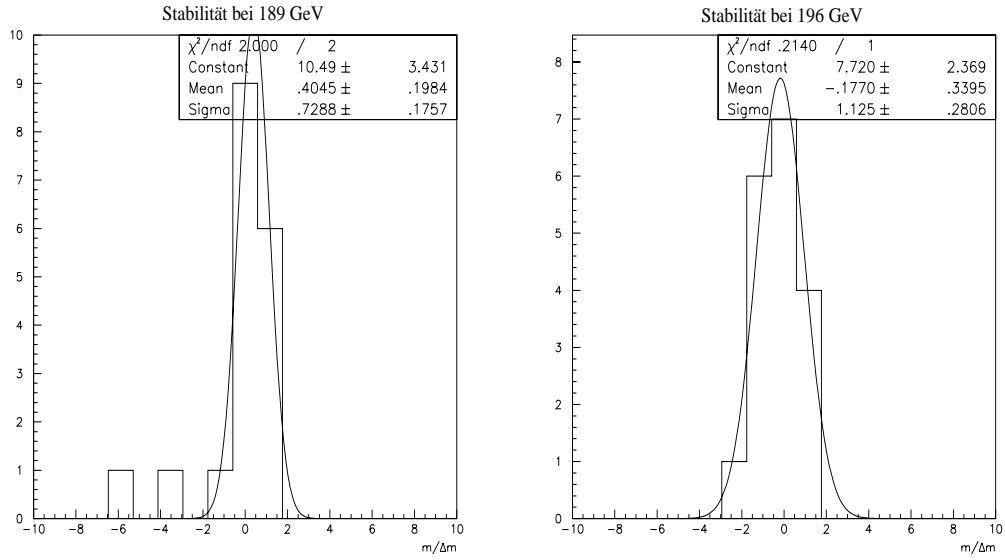 Stabilität bei 189 GeV
χ²/ndf 2.000 / 2
Constant 10.49 ± 3.431
Mean .4045 ± .1984
Sigma .7288 ± .1757
10
9
8
7
6
5
4
3
2
1
0
-10 -8 -6 -4 -2 0 2 4 6 8 10
m/Δm
Stabilität bei 196 GeV
χ²/ndf .2140 / 1
Constant 7.720 ± 2.369
Mean -.1770 ± .3395
Sigma 1.125 ± .2806
8
7
6
5
4
3
2
1
0
-10 -8 -6 -4 -2 0 2 4 6 8 10
m/Δm